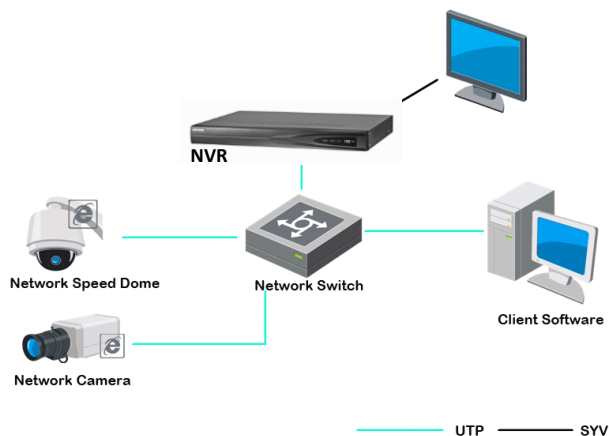 NVR
Network Speed Dome
Network Switch
Client Software
Network Camera
UTP
SYV